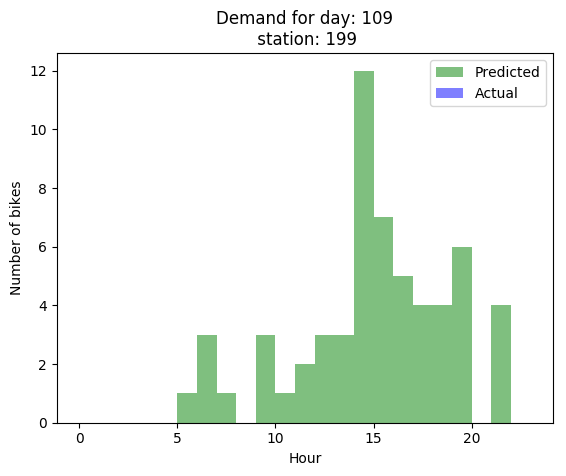 Demand for day: 109
station: 199
Predicted
Actual
12
10
8
6
4
2
0
Number of bikes
0
5
10
15
20
Hour